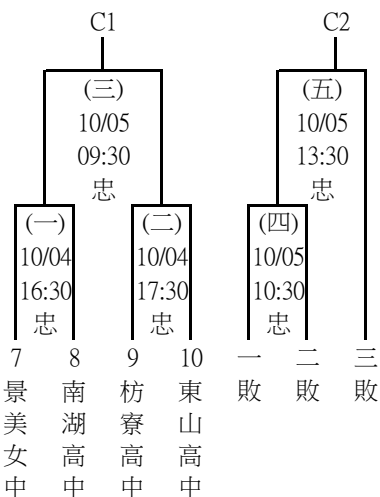 C1 C2
(三) (五)
10/05 10/05
09:30 13:30
忠 忠
(一) (二) (四)
10/04 10/04 10/05
16:30 17:30 10:30
忠 忠 忠
7 8 9 10 一敗 二敗 三敗
景美女中 南湖高中 枋寮高中 東山高中